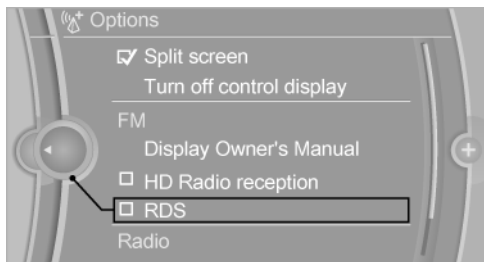 Options
Split screen
Turn off control display
FM
Display Owner's Manual
HD Radio reception
RDS
Radio